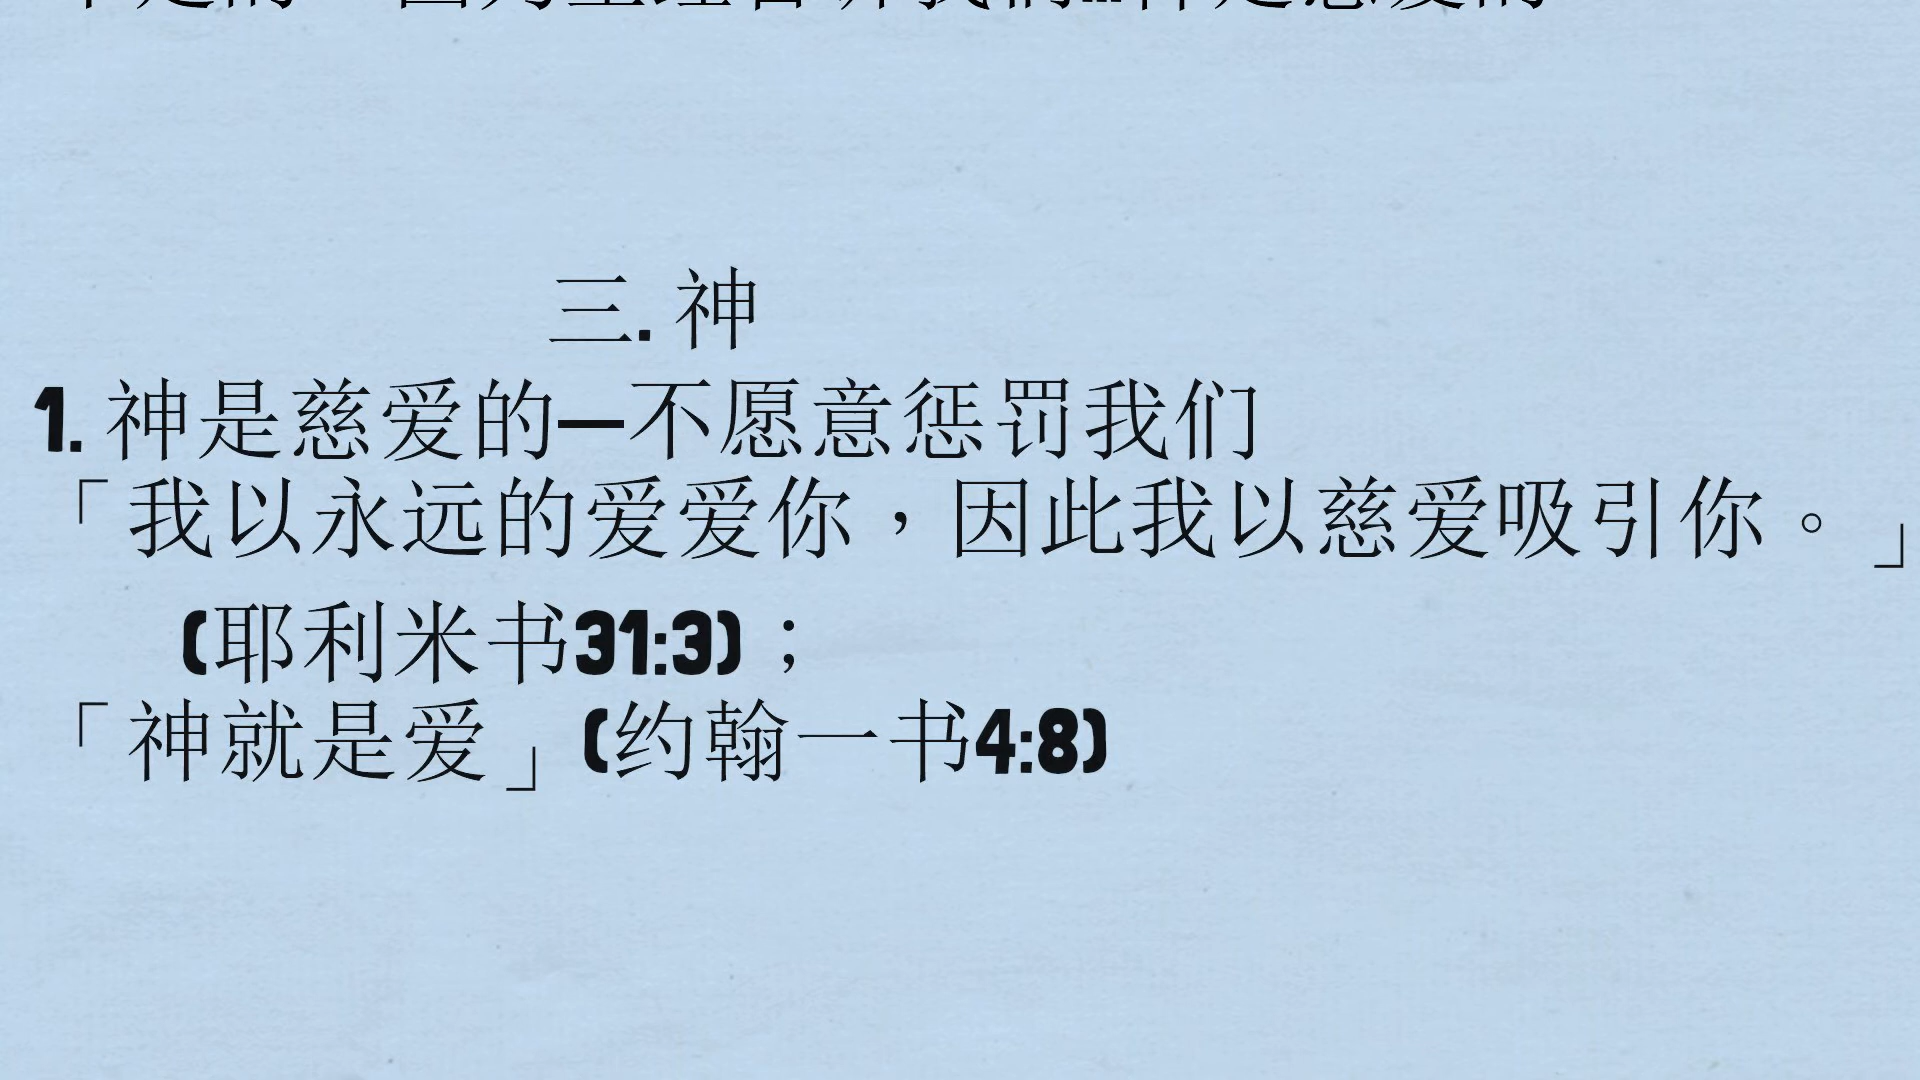 三. 神
1. 神是慈爱的—不愿意惩罚我们
「我以永远的爱爱你，因此我以慈爱吸引你。」
(耶利米书31:3)；
「神就是爱」(约翰一书4:8)